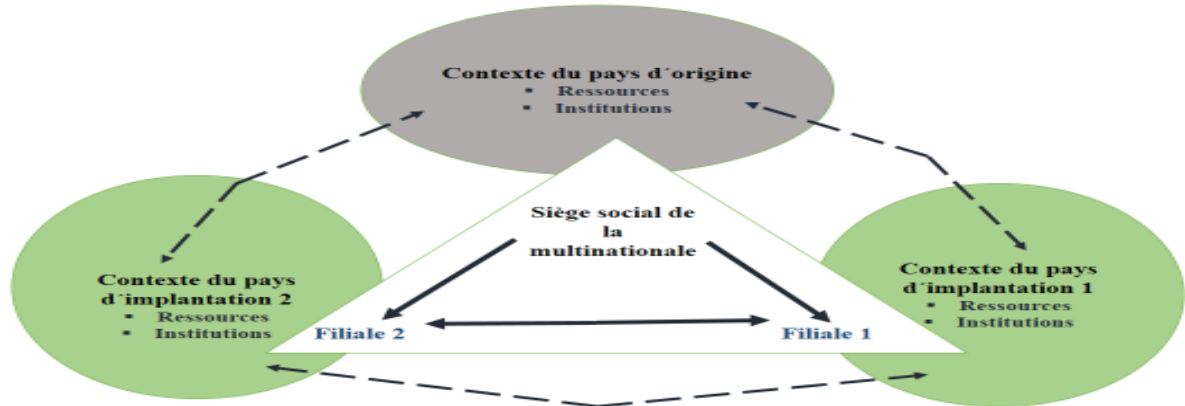 Contexte du pays d´origine
▪ Ressources
▪ Institutions
Siège social de
la
multinationale
Contexte du pays
d´implantation 2
▪ Ressources
▪ Institutions
Contexte du pays
d´implantation 1
▪ Ressources
▪ Institutions
Filiale 2
Filiale 1